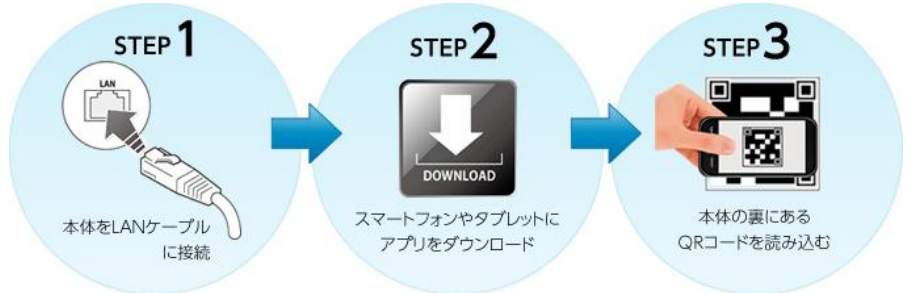 STEP 1
LAN
本体をLANケーブル
に接続
STEP 2
DOWNLOAD
スマートフォンやタブレットに
アプリをダウンロード
STEP 3
本体の裏にある
QRコードを読み込む